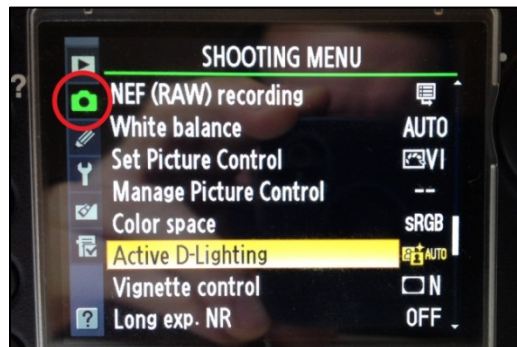 SHOOTING MENU
?
NEF (RAW) recording
White balance AUTO
Set Picture Control VI
Manage Picture Control --
Color space sRGB
Active D-Lighting AUTO
Vignette control N
Long exp. NR OFF
?